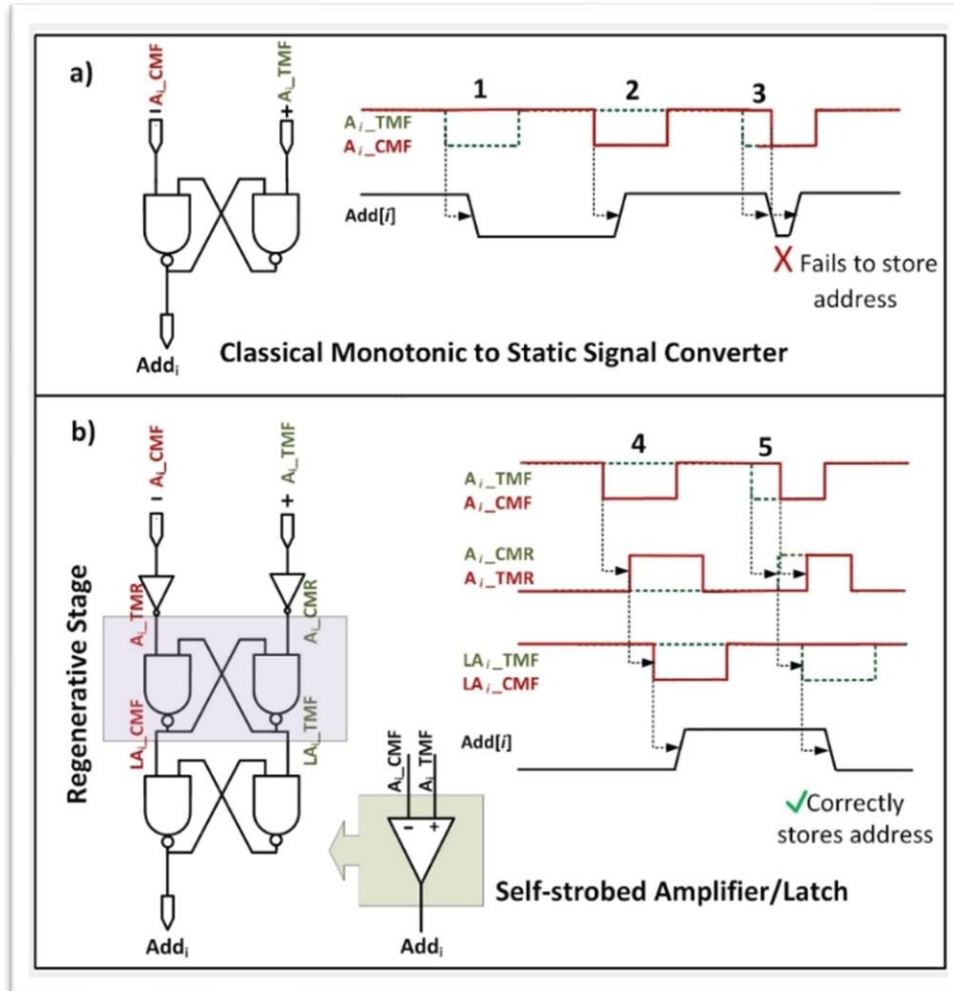 a)
– Aᵢ_CMF
+ Aᵢ_TMF
1
2
3
Aᵢ_TMF
Aᵢ_CMF
Add[i]
X Fails to store
address
Addᵢ
Classical Monotonic to Static Signal Converter
b)
– Aᵢ_CMF
+ Aᵢ_TMF
4
5
Aᵢ_TMF
Aᵢ_CMF
Aᵢ_CMR
Aᵢ_TMR
LAᵢ_TMF
LAᵢ_CMF
Add[i]
✓Correctly
stores address
Regenerative Stage
Aᵢ_TMR
Aᵢ_CMR
LAᵢ_CMF
LAᵢ_TMF
Aᵢ_CMF
Aᵢ_TMF
– +
Self-strobed Amplifier/Latch
Addᵢ
Addᵢ